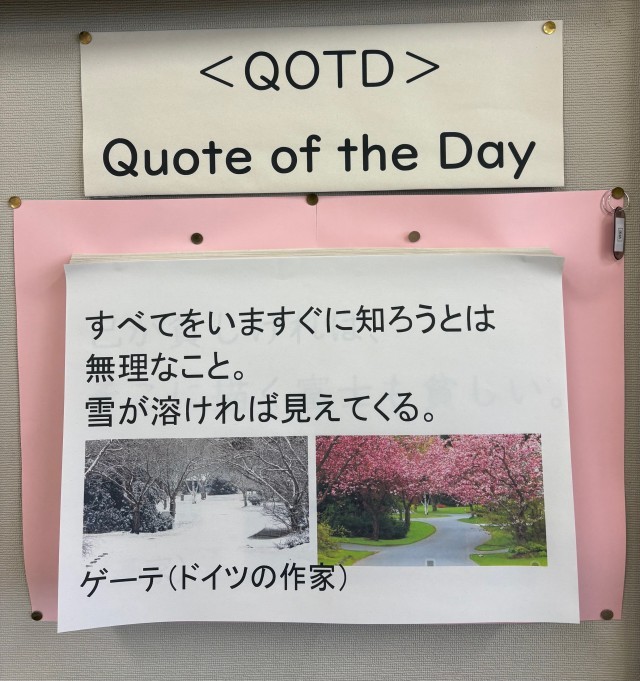 ＜QOTD＞
Quote of the Day
すべてをいますぐに知ろうとは
無理なこと。
雪が溶ければ見えてくる。
ゲーテ(ドイツの作家)